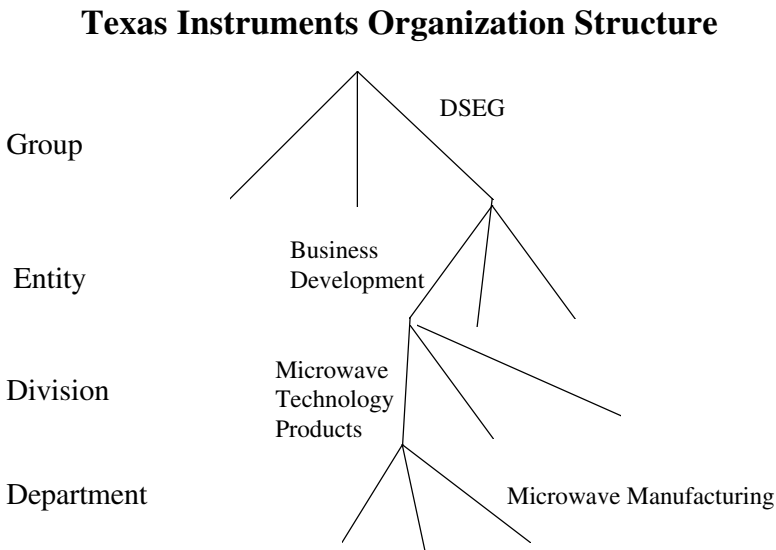 Texas Instruments Organization Structure
DSEG
Group
Business
Development
Entity
Microwave
Technology
Products
Division
Department
Microwave Manufacturing